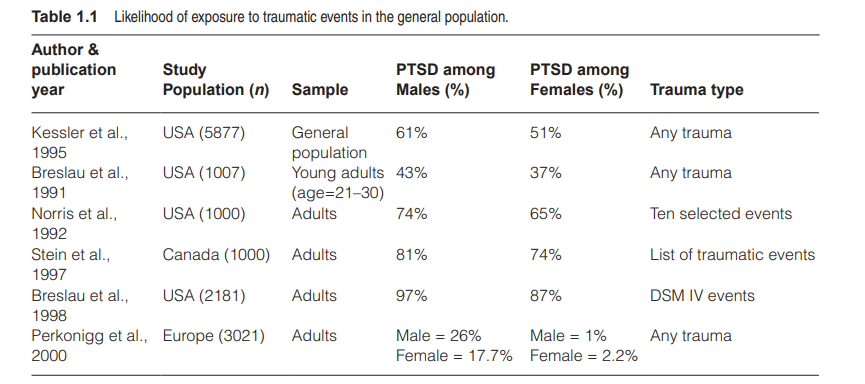 Table 1.1 Likelihood of exposure to traumatic events in the general population.
Author &
publication Study PTSD among PTSD among
year Population (n) Sample Males (%) Females (%) Trauma type
Kessler et al., USA (5877) General 61% 51% Any trauma
1995 population
Breslau et al., USA (1007) Young adults 43% 37% Any trauma
1991 (age=21–30)
Norris et al., USA (1000) Adults 74% 65% Ten selected events
1992
Stein et al., Canada (1000) Adults 81% 74% List of traumatic events
1997
Breslau et al., USA (2181) Adults 97% 87% DSM IV events
1998
Perkonigg et al., Europe (3021) Adults Male = 26% Male = 1% Any trauma
2000 Female = 17.7% Female = 2.2%